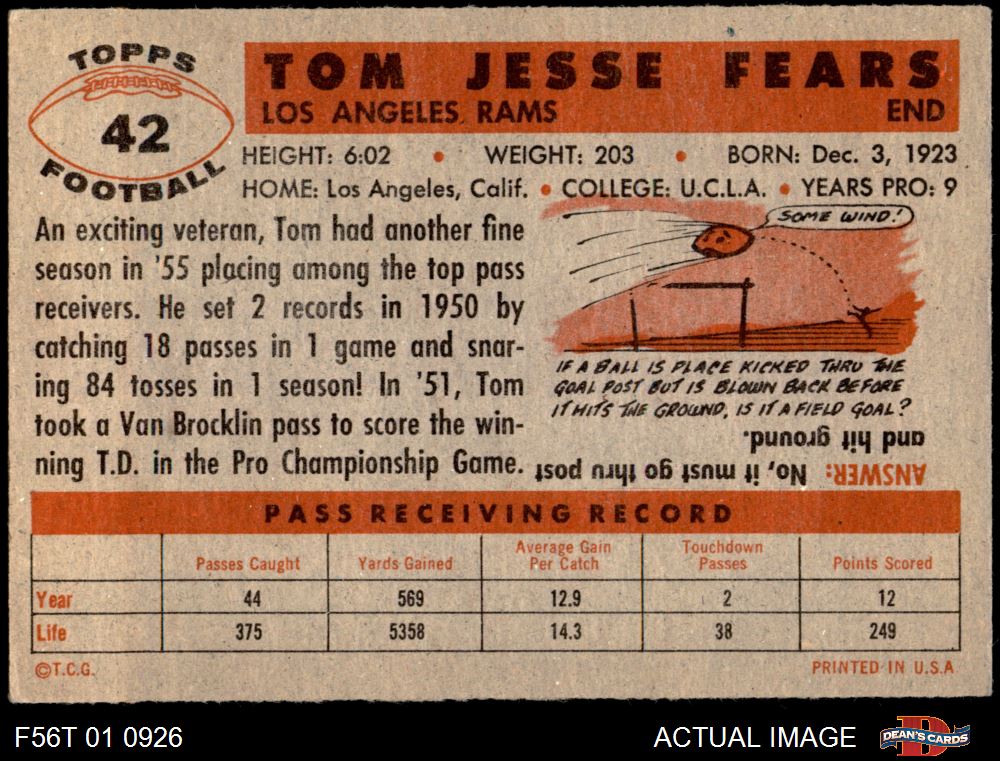 TOPPS
42
FOOTBALL
TOM JESSE FEARS
LOS ANGELES RAMS END
HEIGHT: 6:02 • WEIGHT: 203 • BORN: Dec. 3, 1923
HOME: Los Angeles, Calif. • COLLEGE: U.C.L.A. • YEARS PRO: 9
An exciting veteran, Tom had another fine
season in '55 placing among the top pass
receivers. He set 2 records in 1950 by
catching 18 passes in 1 game and snar-
ing 84 tosses in 1 season! In '51, Tom
took a Van Brocklin pass to score the win-
ning T.D. in the Pro Championship Game.
SOME WIND!
IF A BALL IS PLACE KICKED THRU THE
GOAL POST BUT IS BLOWN BACK BEFORE
IT HITS THE GROUND, IS IT A FIELD GOAL?
ANSWER: No, it must go thru post
and hit ground.
PASS RECEIVING RECORD
Passes Caught Yards Gained Average Gain Per Catch Touchdown Passes Points Scored
Year 44 569 12.9 2 12
Life 375 5358 14.3 38 249
©T.C.G. PRINTED IN U.S.A
F56T 01 0926 ACTUAL IMAGE DEAN'S CARDS